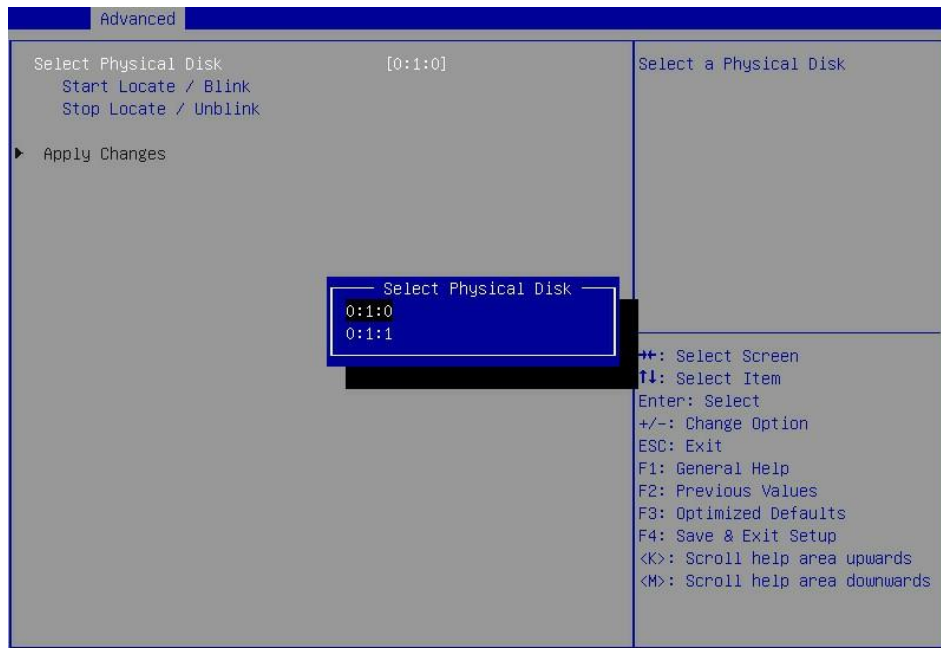 Advanced
Select Physical Disk [0:1:0]
Start Locate / Blink
Stop Locate / Unblink
Apply Changes
Select a Physical Disk
Select Physical Disk
0:1:0
0:1:1
→←: Select Screen
↑↓: Select Item
Enter: Select
+/-: Change Option
ESC: Exit
F1: General Help
F2: Previous Values
F3: Optimized Defaults
F4: Save & Exit Setup
<K>: Scroll help area upwards
<M>: Scroll help area downwards